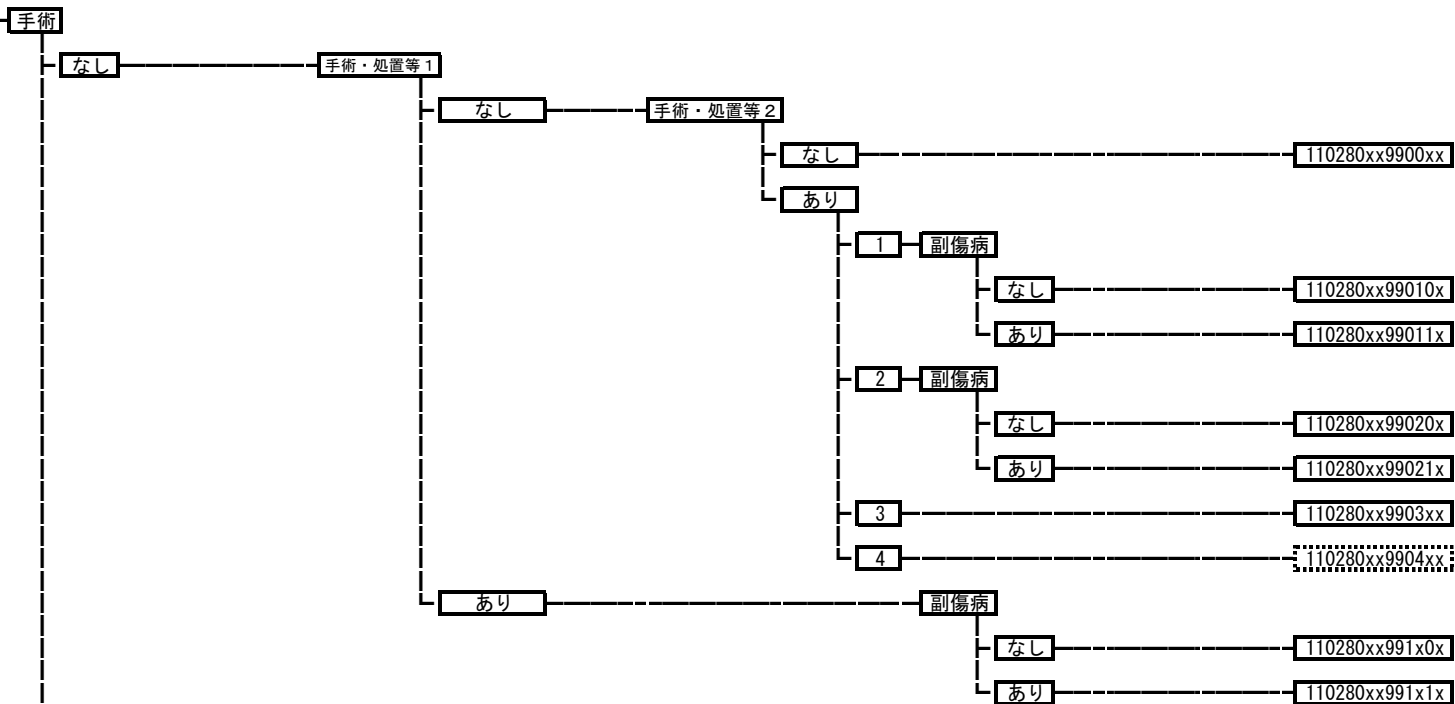 手術
なし 手術・処置等1
なし 手術・処置等2
なし 110280xx9900xx
あり
1 副傷病
なし 110280xx99010x
あり 110280xx99011x
2 副傷病
なし 110280xx99020x
あり 110280xx99021x
3 110280xx9903xx
4 110280xx9904xx
あり 副傷病
なし 110280xx991x0x
あり 110280xx991x1x